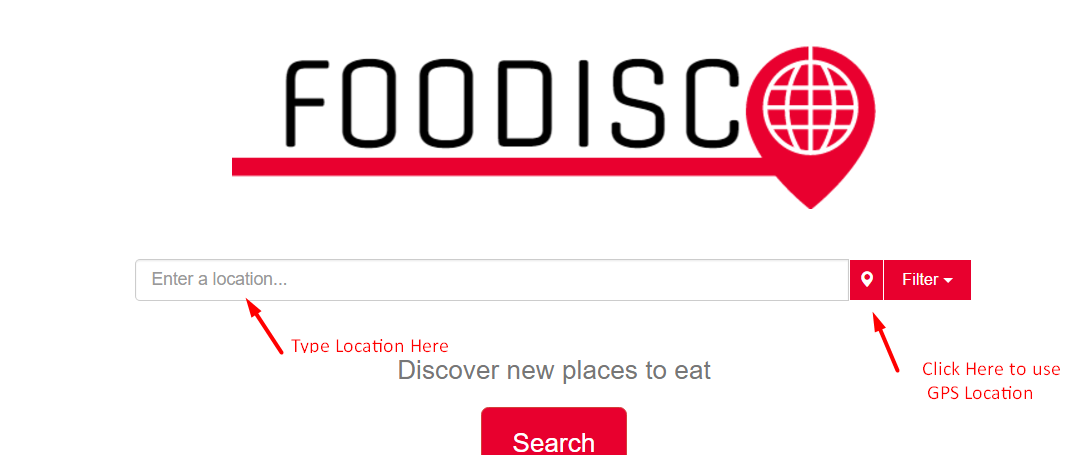 FOODISCO
Enter a location...
Filter
Type Location Here
Discover new places to eat
Click Here to use
GPS Location
Search